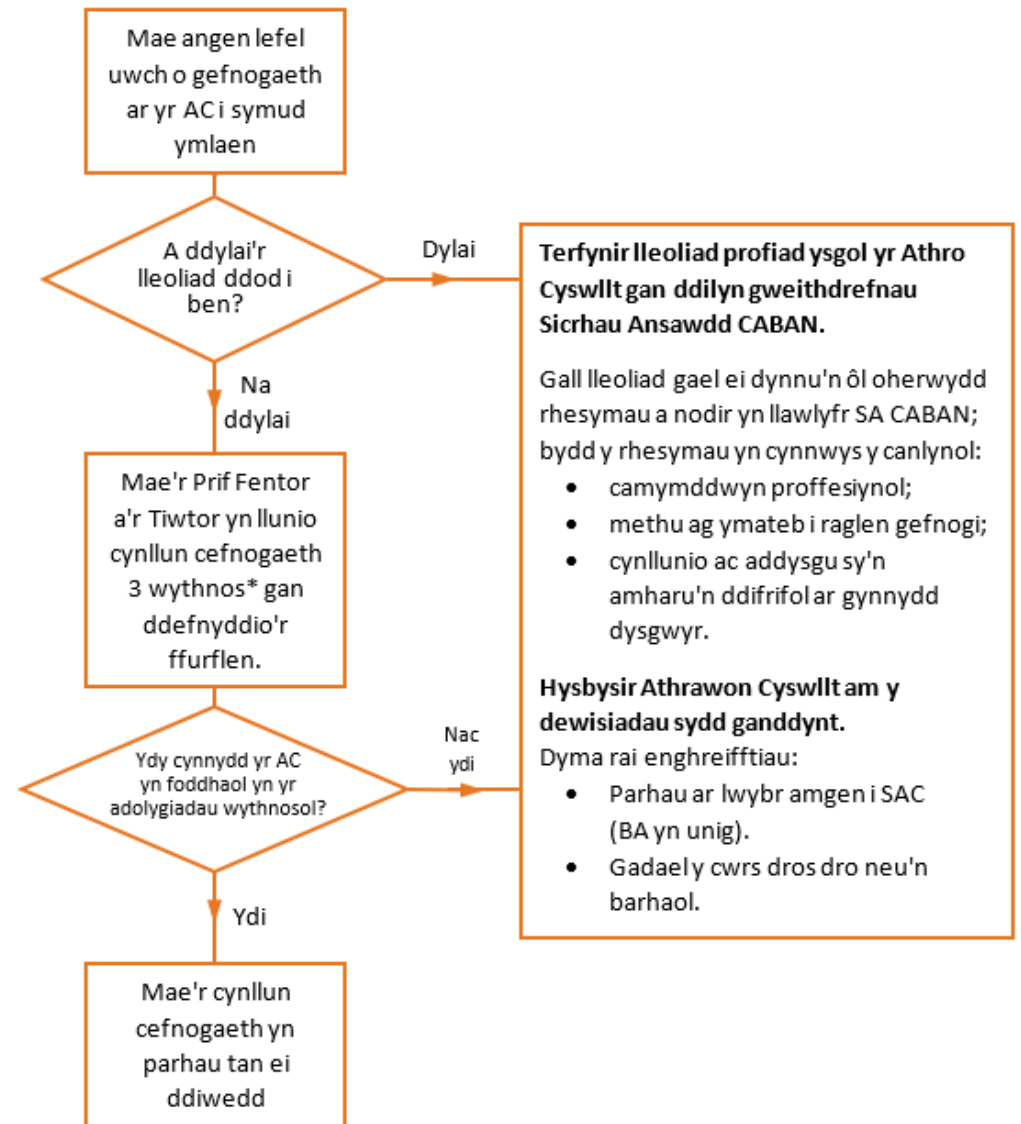 Mae angen lefel
uwch o gefnogaeth
ar yr AC i symud
ymlaen
A ddylai'r
lleoliad ddod i
ben?
Dylai
Na
ddylai
Mae'r Prif Fentor
a'r Tiwtor yn llunio
cynllun cefnogaeth
3 wythnos* gan
ddefnyddio'r
ffurflen.
Ydy cynnydd yr AC
yn foddhaol yn yr
adolygiadau wythnosol?
Nac
ydi
Ydi
Mae'r cynllun
cefnogaeth yn
parhau tan ei
ddiwedd
Terfynir lleoliad profiad ysgol yr Athro
Cyswllt gan ddilyn gweithdrefnau
Sicrhau Ansawdd CABAN.
Gall lleoliad gael ei dynnu'n ôl oherwydd
rhesymau a nodir yn llawlyfr SA CABAN;
bydd y rhesymau yn cynnwys y canlynol:
• camymddwyn proffesiynol;
• methu ag ymateb i raglen gefnogi;
• cynllunio ac addysgu sy'n
amharu'n ddifrifol ar gynnydd
dysgwyr.
Hysbysir Athrawon Cyswllt am y
dewisiadau sydd ganddynt.
Dyma rai enghreifftiau:
• Parhau ar lwybr amgen i SAC
(BA yn unig).
• Gadael y cwrs dros dro neu'n
barhaol.